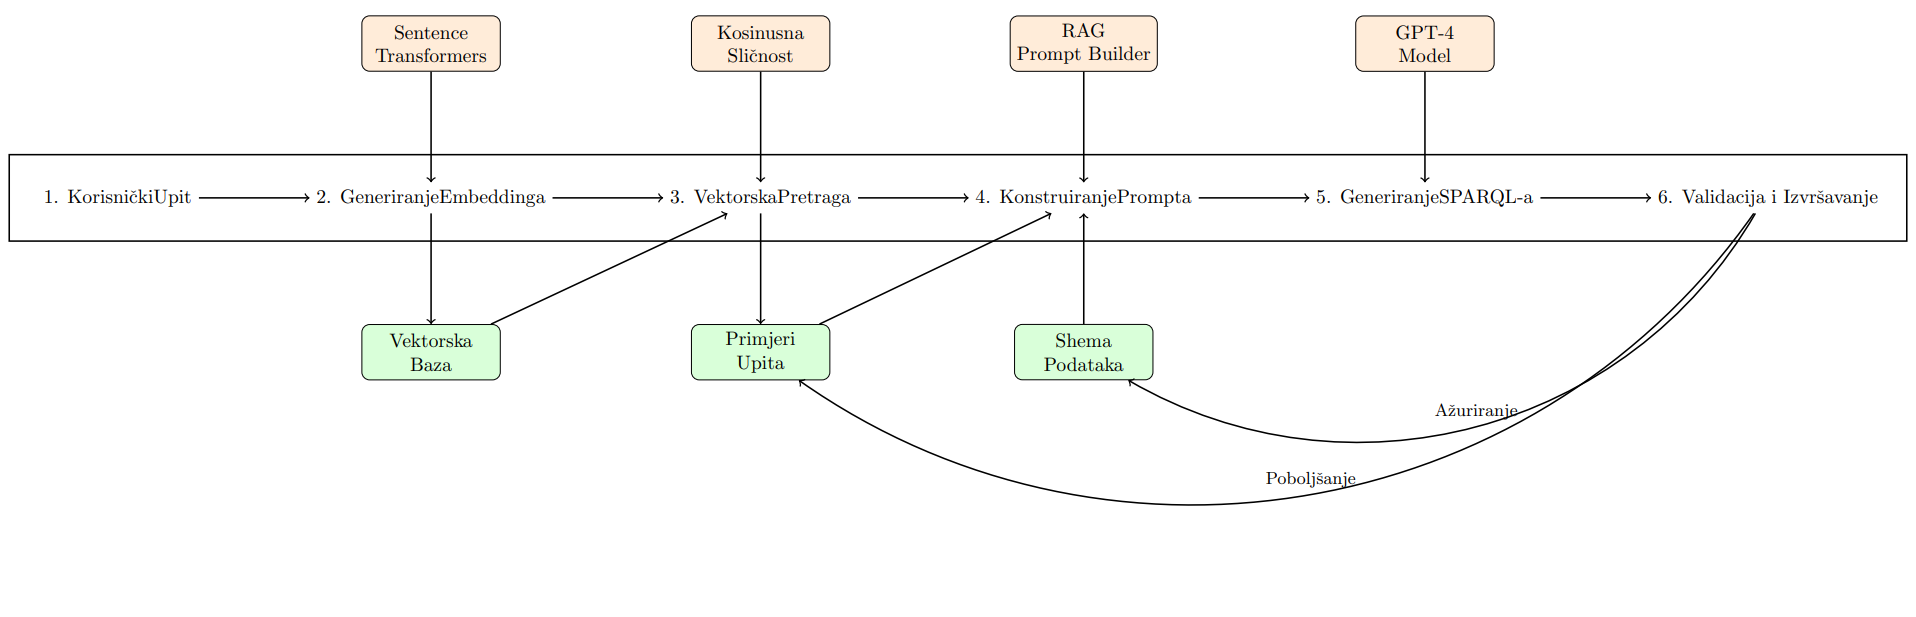 Sentence
Transformers
Kosinusna
Sličnost
RAG
Prompt Builder
GPT-4
Model
1. KorisničkiUpit
2. GeneriranjeEmbeddinga
3. VektorskaPretraga
4. KonstruiranjePrompta
5. GeneriranjeSPARQL-a
6. Validacija i Izvršavanje
Vektorska
Baza
Primjeri
Upita
Shema
Podataka
Ažuriranje
Poboljšanje